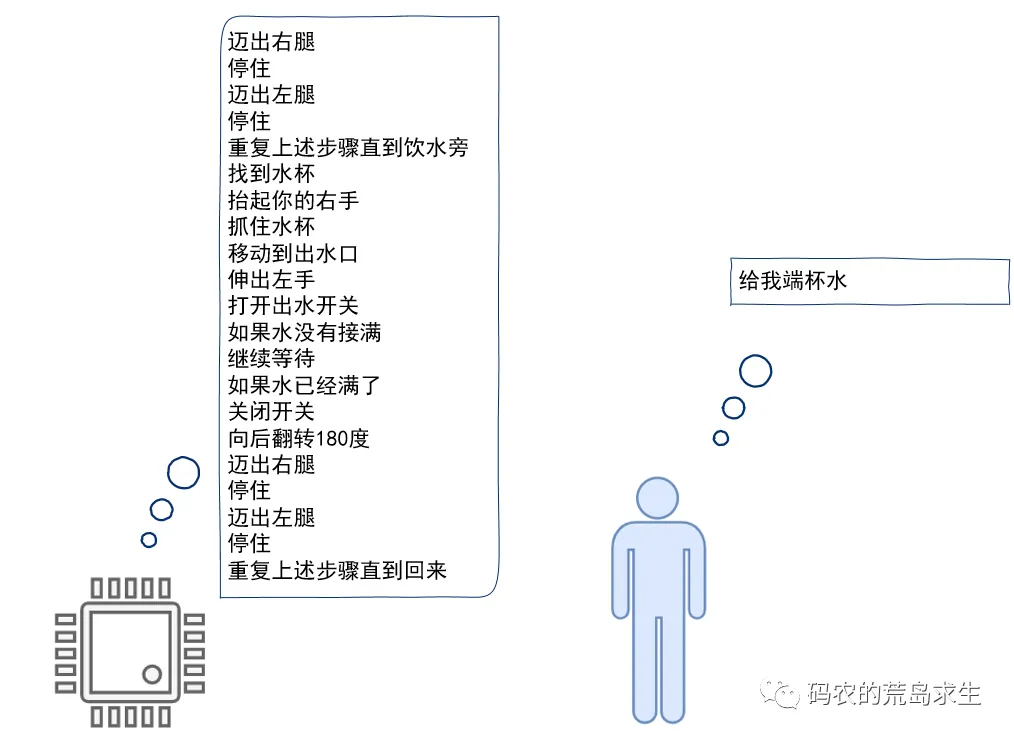 迈出右腿
停住
迈出左腿
停住
重复上述步骤直到饮水旁
找到水杯
抬起你的右手
抓住水杯
移动到出水口
伸出左手
打开出水开关
如果水没有接满
继续等待
如果水已经满了
关闭开关
向后翻转180度
迈出右腿
停住
迈出左腿
停住
重复上述步骤直到回来
给我端杯水
码农的荒岛求生